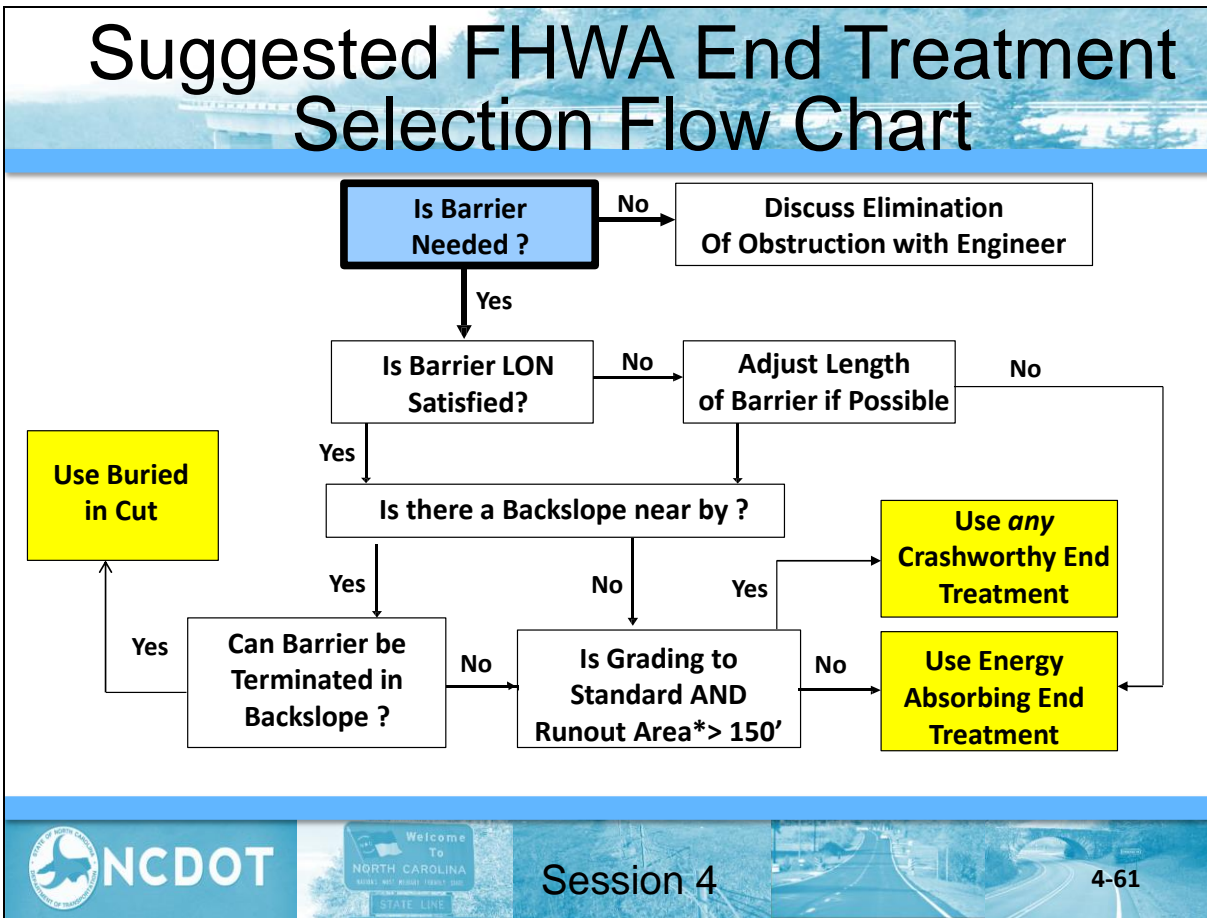 Suggested FHWA End Treatment
Selection Flow Chart
Is Barrier
Needed ?
No
Discuss Elimination
Of Obstruction with Engineer
Yes
Is Barrier LON
Satisfied?
No
Adjust Length
of Barrier if Possible
No
Yes
Use Buried
in Cut
Is there a Backslope near by ?
Use any
Crashworthy End
Treatment
Yes
No
Yes
Yes
Can Barrier be
Terminated in
Backslope ?
No
Is Grading to
Standard AND
Runout Area*> 150’
No
Use Energy
Absorbing End
Treatment
NCDOT
Welcome
To
NORTH CAROLINA
STATE LINE
Session 4
4-61